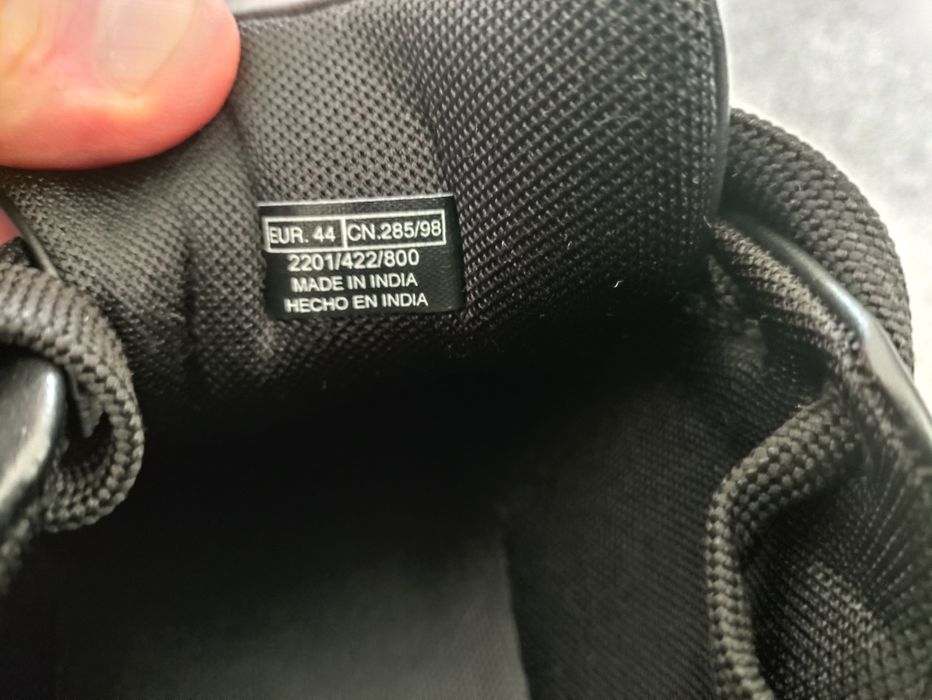 EUR. 44 CN.285/98
2201/422/800
MADE IN INDIA
HECHO EN INDIA